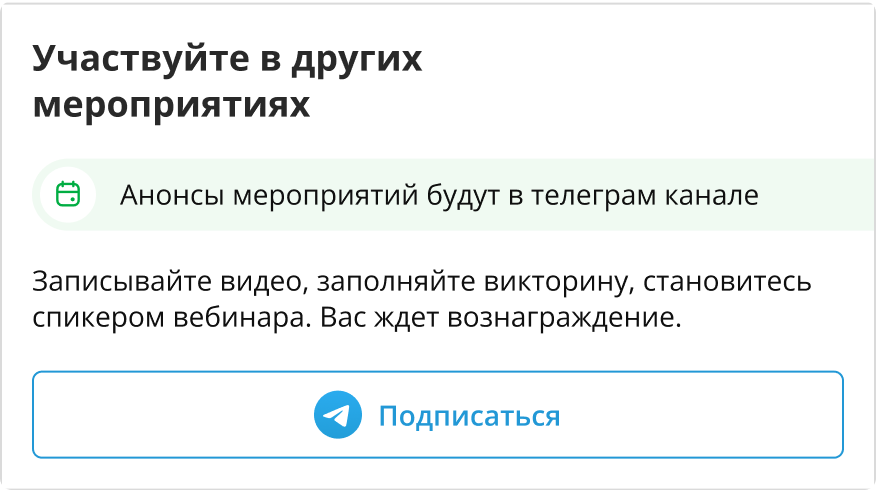 Участвуйте в других
мероприятиях
Анонсы мероприятий будут в телеграм канале
Записывайте видео, заполняйте викторину, становитесь
спикером вебинара. Вас ждет вознаграждение.
Подписаться